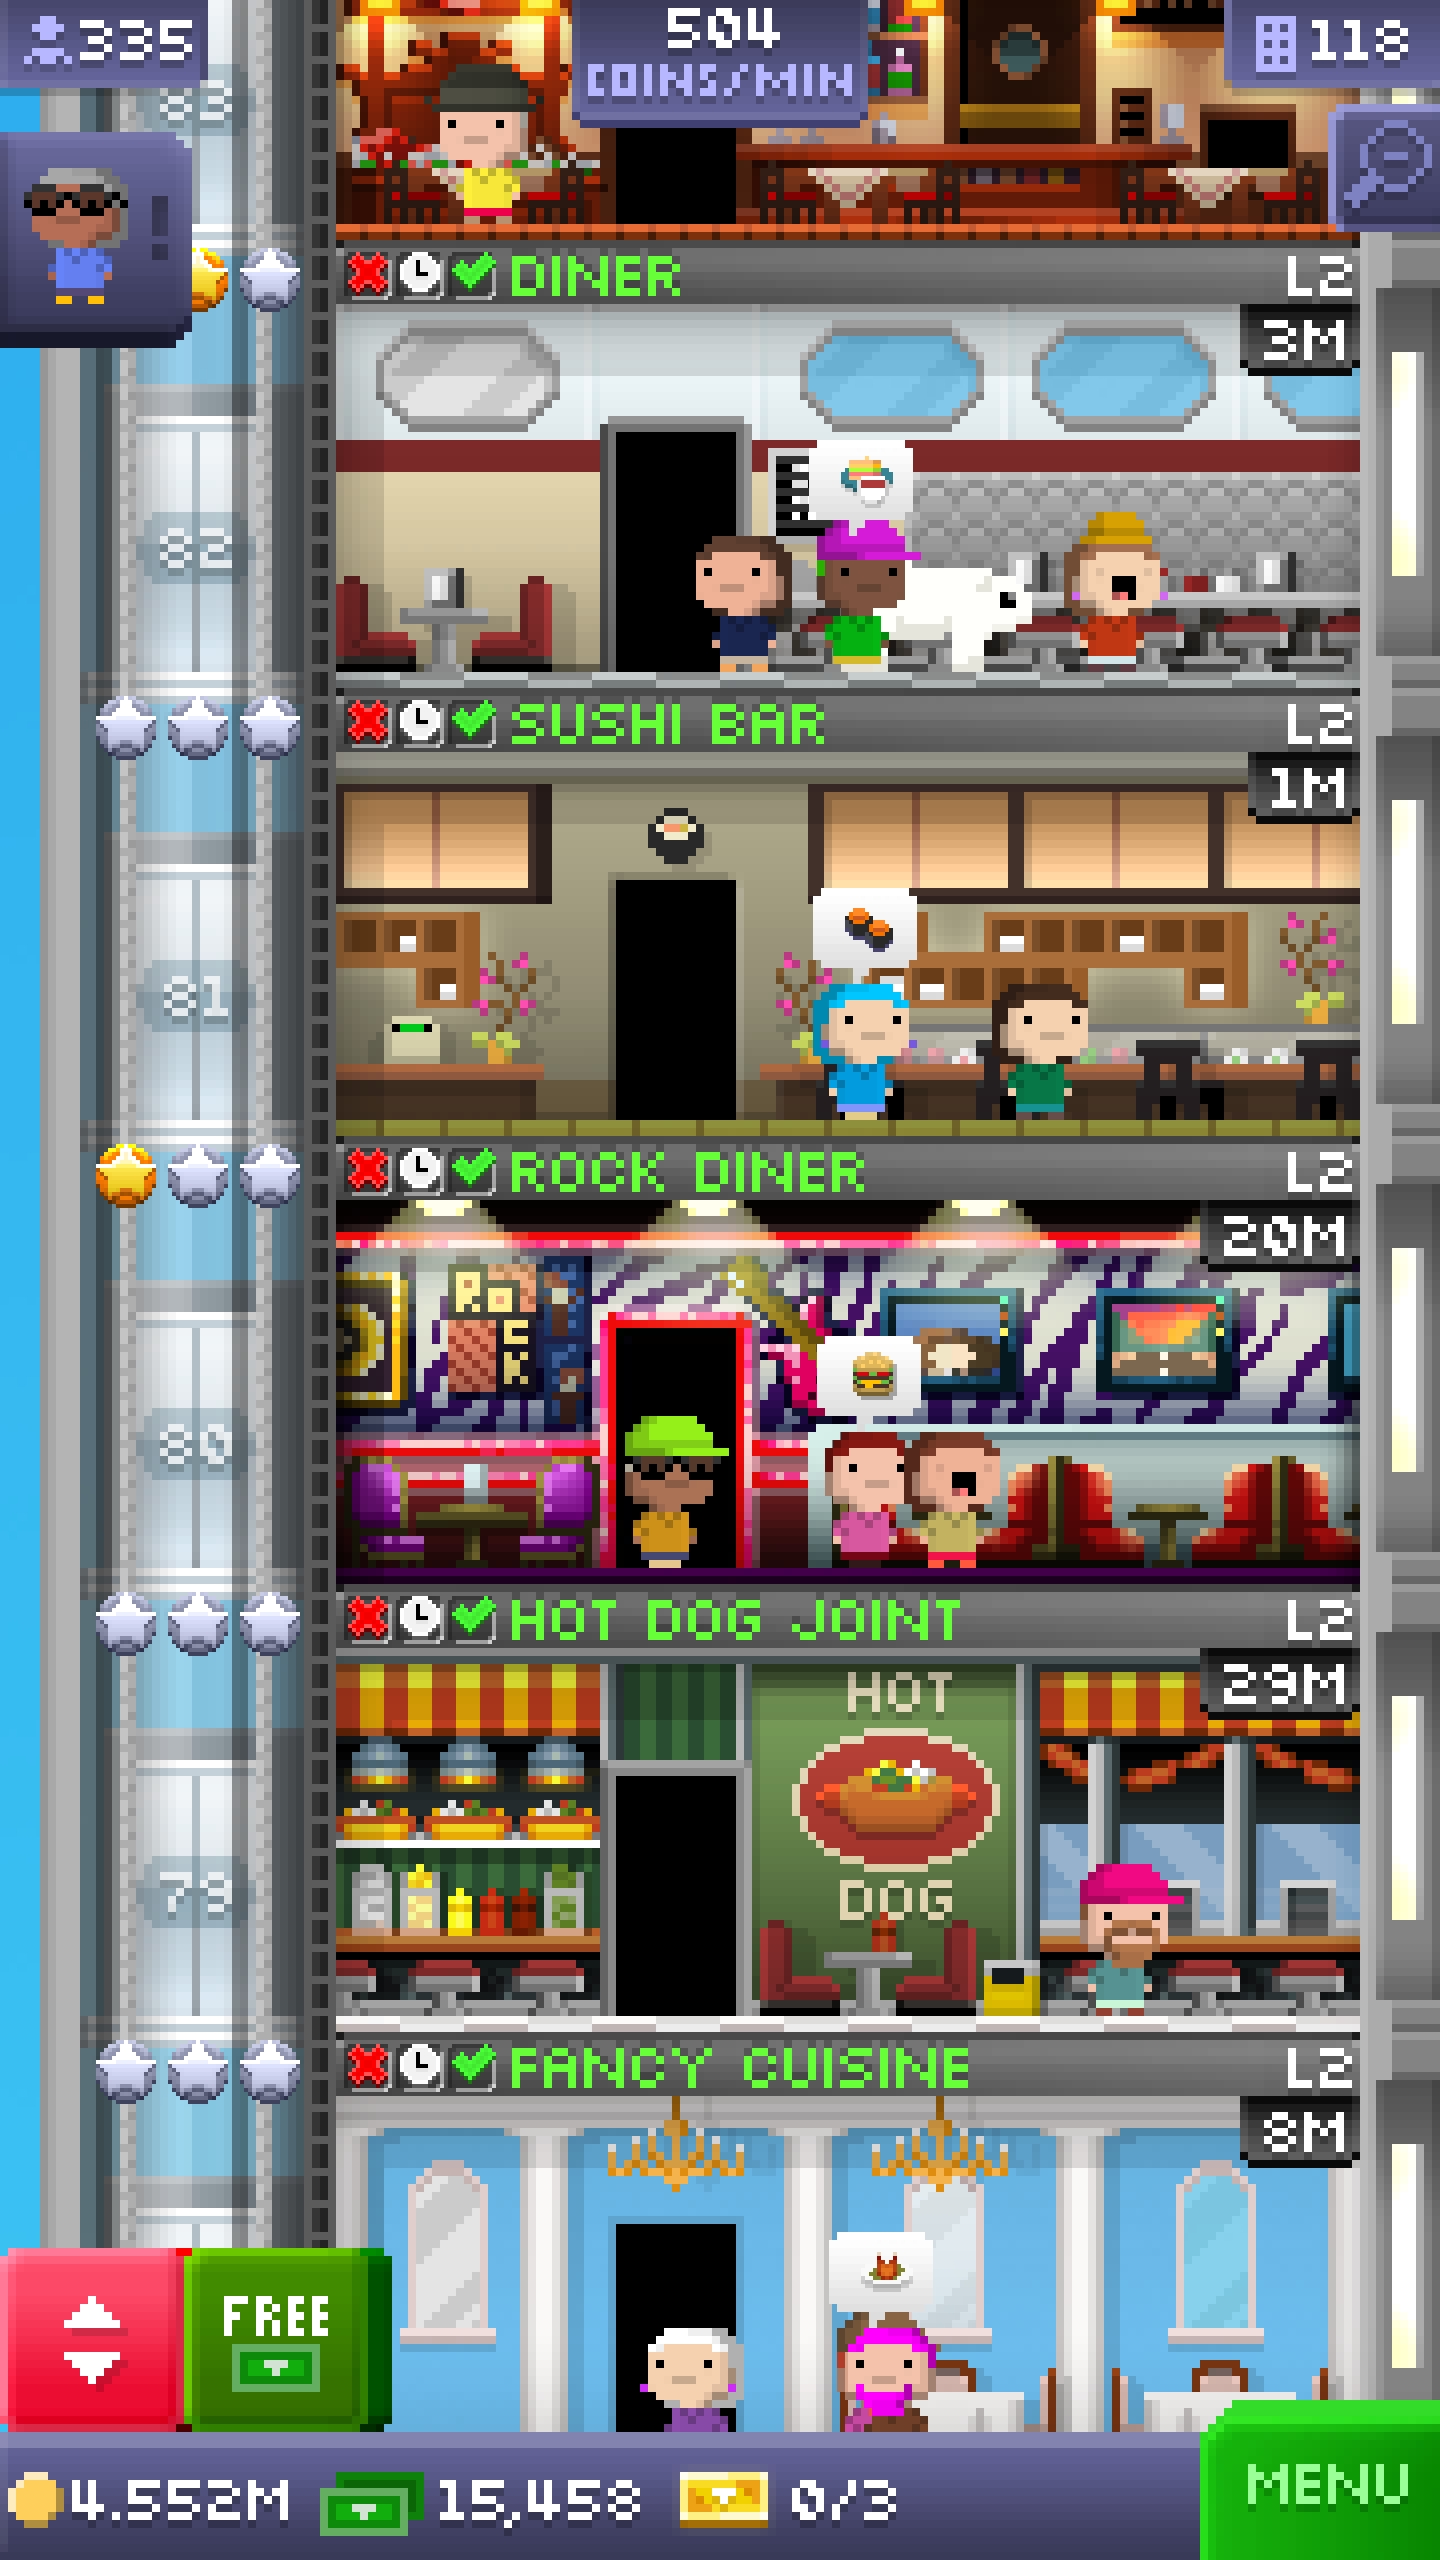 335
504
COINS/MIN
118
83
!
DINER
L2
3M
82
SUSHI BAR
L2
1M
81
ROCK DINER
L2
20M
ROCK
80
HOT DOG JOINT
L2
29M
HOT
DOG
79
FANCY CUISINE
L2
8M
FREE
4.552M
15,458
0/3
MENU